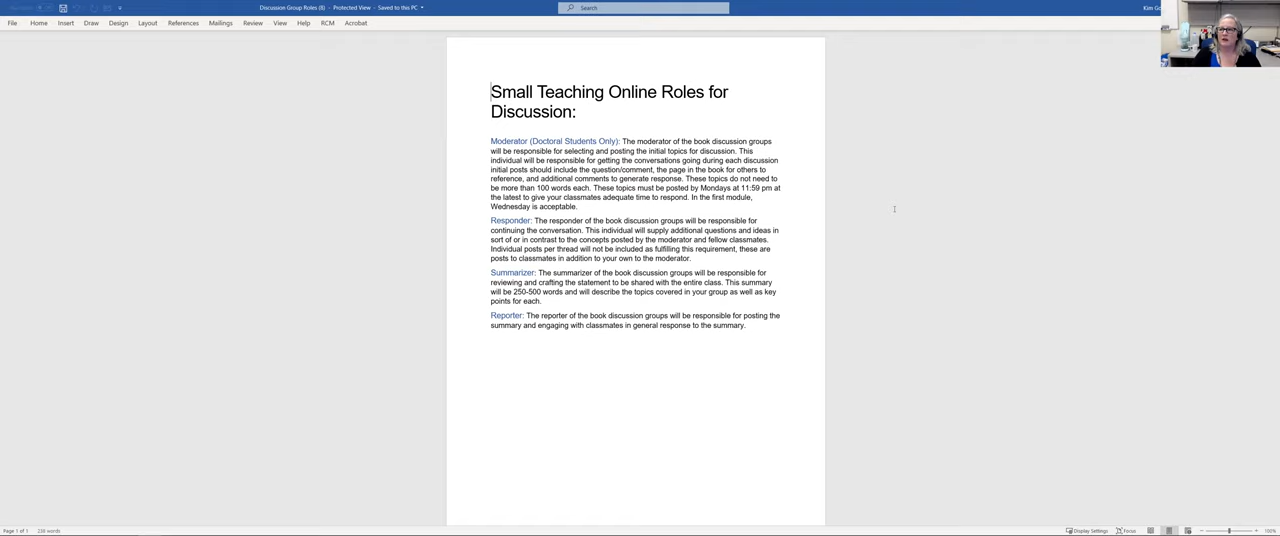 Discussion Group Roles (8) - Protected View - Saved to this PC
Search
File Home Insert Draw Design Layout References Mailings Review View Help RCM Acrobat
Small Teaching Online Roles for
Discussion:
Moderator (Doctoral Students Only): The moderator of the book discussion groups
will be responsible for selecting and posting the initial topics for discussion. This
individual will be responsible for getting the conversations going during each discussion
initial posts should include the question/comment, the page in the book for others to
reference, and additional comments to generate response. These topics do not need to
be more than 100 words each. These topics must be posted by Mondays at 11:59 pm at
the latest to give your classmates adequate time to respond. In the first module,
Wednesday is acceptable.
Responder: The responder of the book discussion groups will be responsible for
continuing the conversation. This individual will supply additional questions and ideas in
sort of or in contrast to the concepts posted by the moderator and fellow classmates.
Individual posts per thread will not be included as fulfilling this requirement, these are
posts to classmates in addition to your own to the moderator.
Summarizer: The summarizer of the book discussion groups will be responsible for
reviewing and crafting the statement to be shared with the entire class. This summary
will be 250-500 words and will describe the topics covered in your group as well as key
points for each.
Reporter: The reporter of the book discussion groups will be responsible for posting the
summary and engaging with classmates in general response to the summary.
Page 1 of 1 238 words
Display Settings Focus 100%